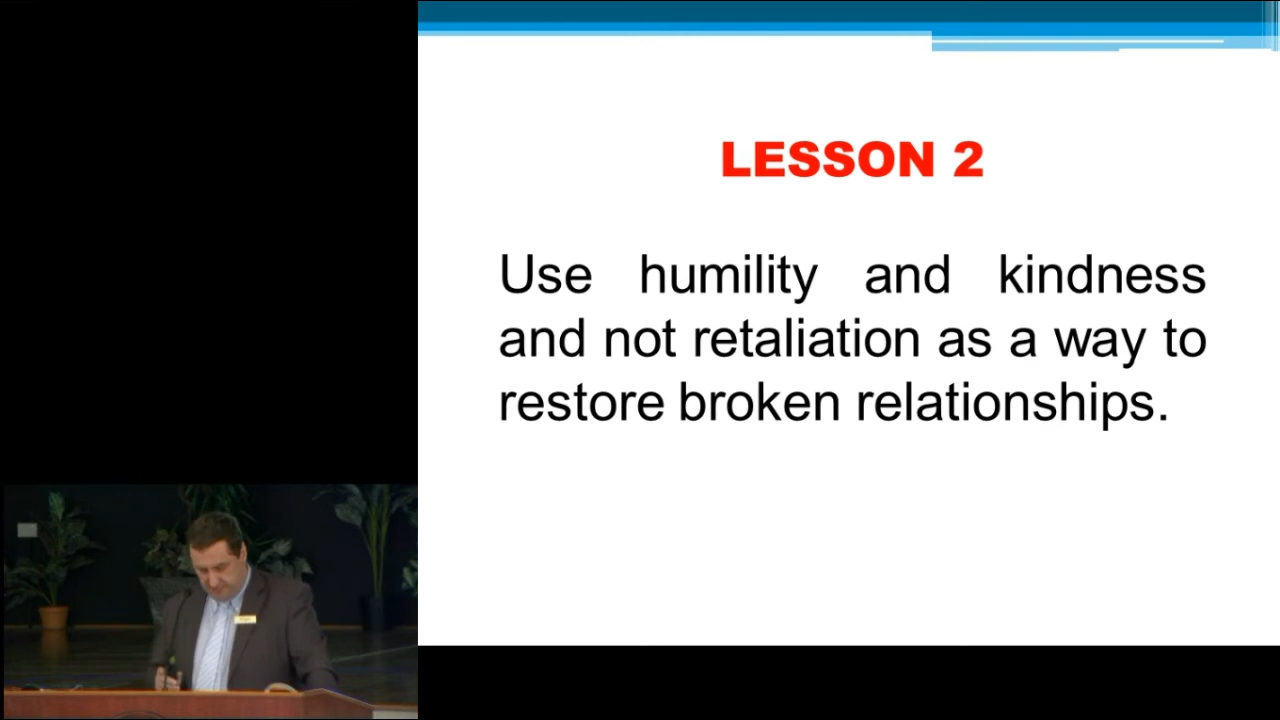 LESSON 2
Use humility and kindness
and not retaliation as a way to
restore broken relationships.